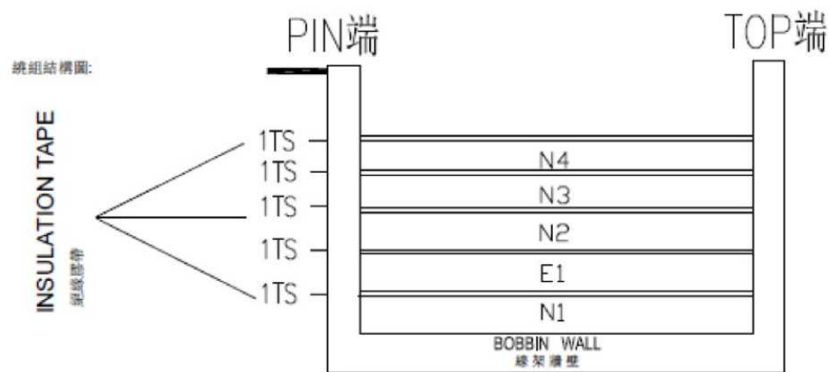 PIN端
TOP端
繞組結構圖:
INSULATION TAPE
絕緣膠帶
1TS
1TS
1TS
1TS
1TS
N4
N3
N2
E1
N1
BOBBIN WALL
線架牆壁